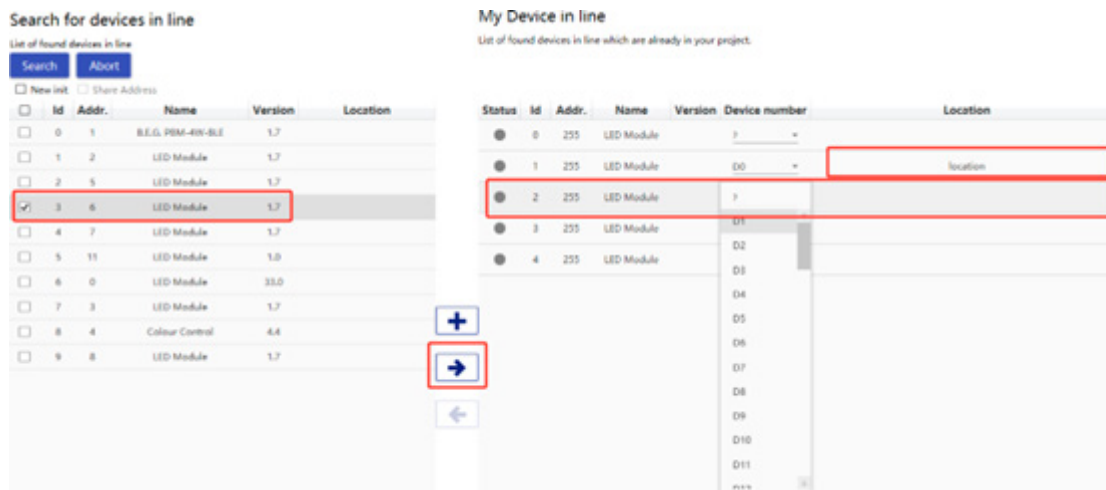 Search for devices in line
List of found devices in line
Search Abort
New init Share Address
Id Addr. Name Version Location
0 1 B.E.G. PBM-4W-BLE 1.7
1 2 LED Module 1.7
2 5 LED Module 1.7
3 6 LED Module 1.7
4 7 LED Module 1.7
5 11 LED Module 1.0
6 0 LED Module 33.0
7 3 LED Module 1.7
8 4 Colour Control 4.4
9 8 LED Module 1.7
My Device in line
List of found devices in line which are already in your project.
Status Id Addr. Name Version Device number Location
0 255 LED Module ?
1 255 LED Module D0 location
2 255 LED Module ?
3 255 LED Module
4 255 LED Module
D1
D2
D3
D4
D5
D6
D7
D8
D9
D10
D11